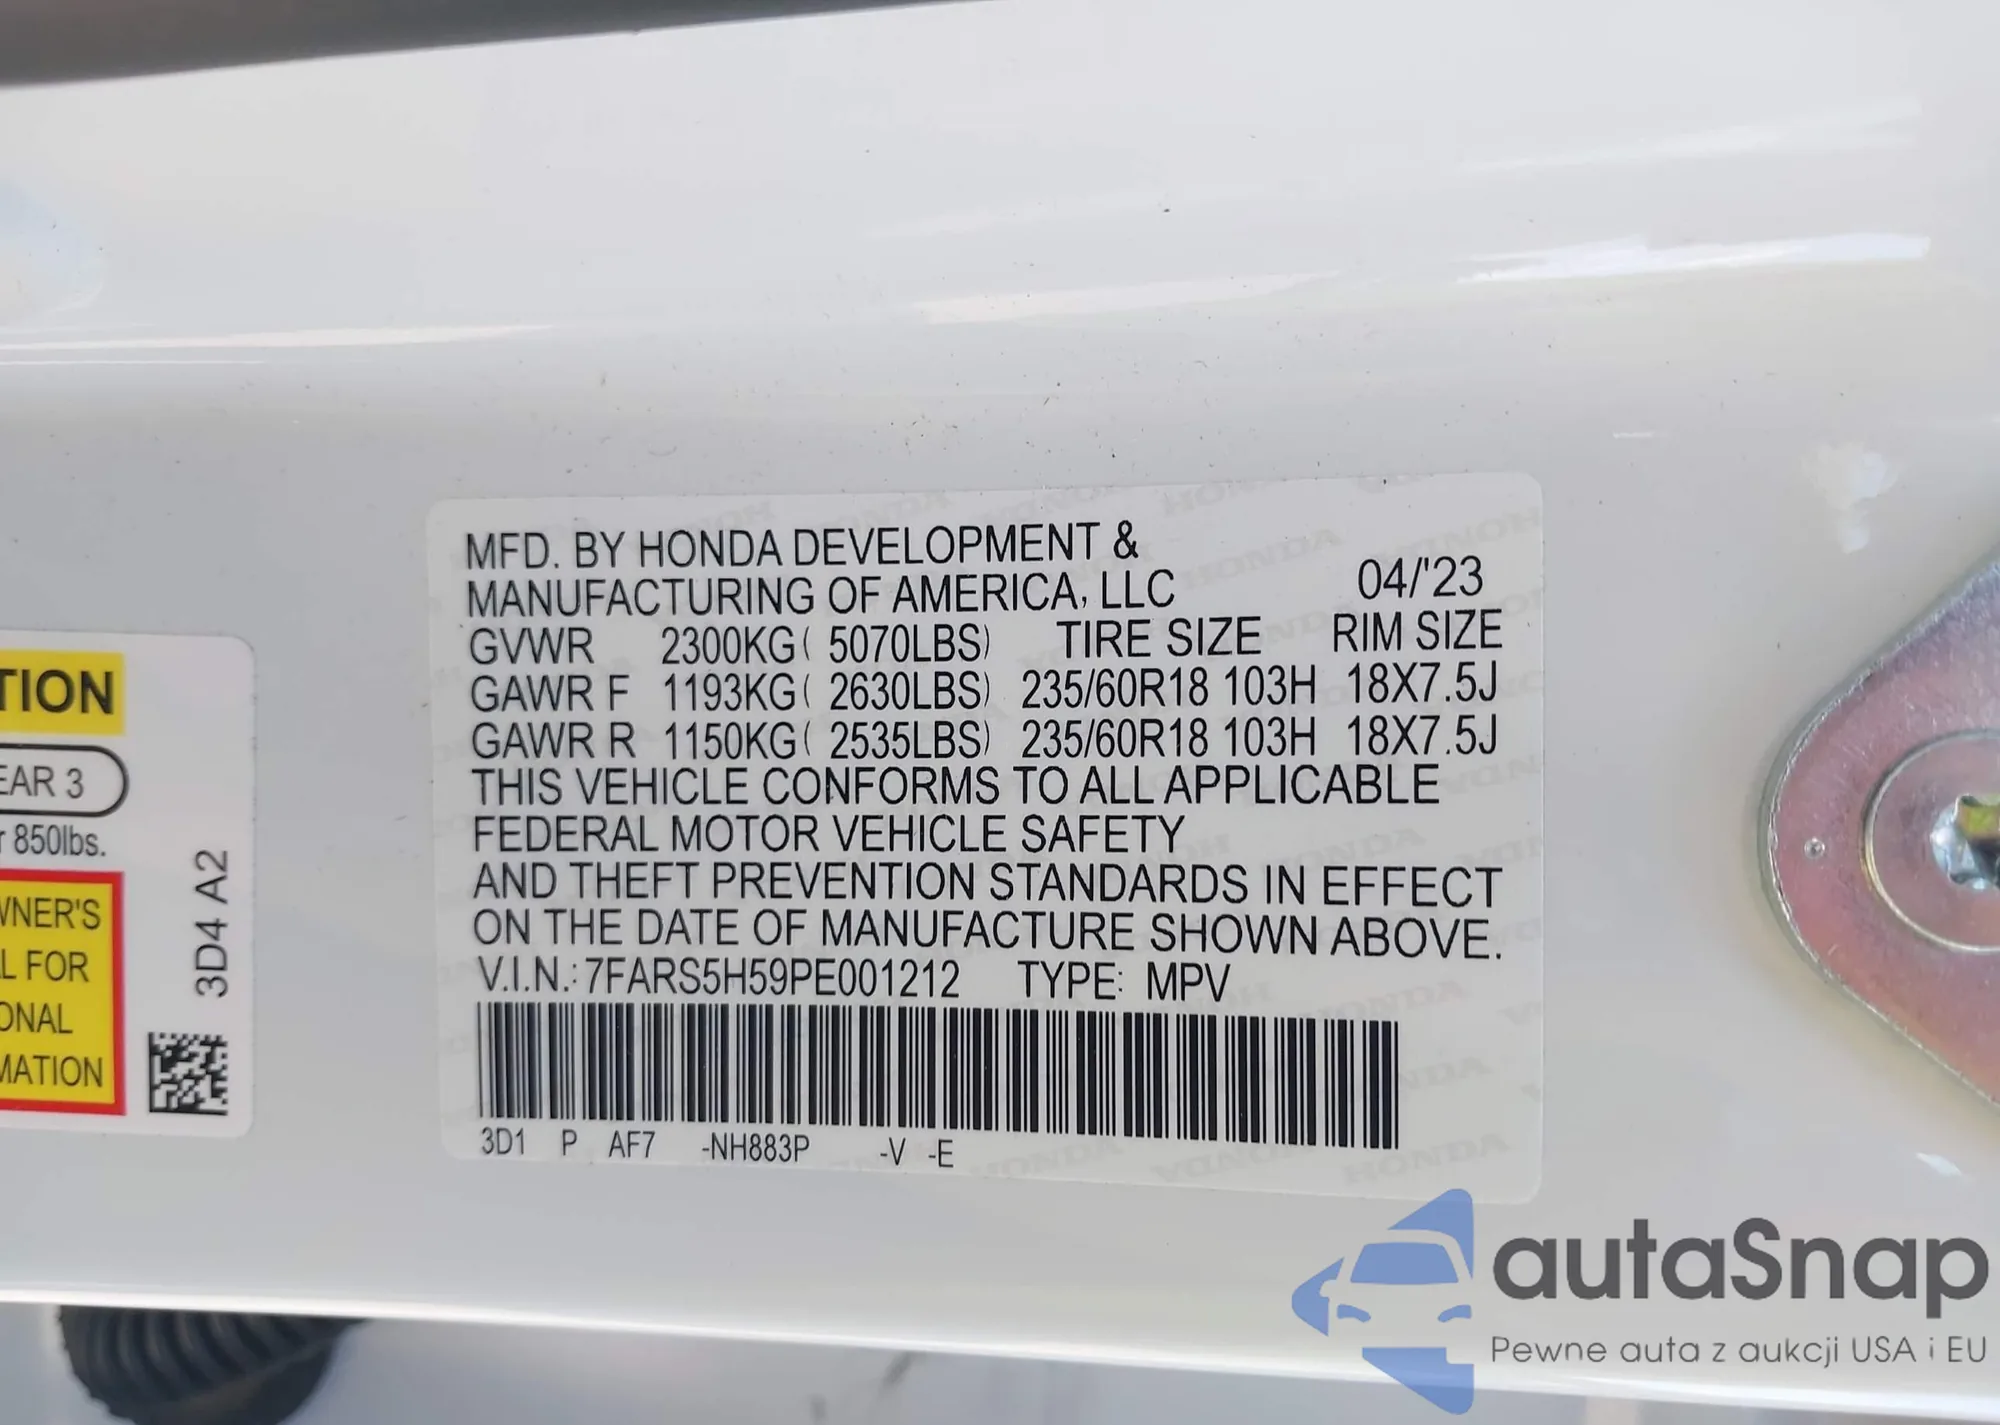 MFD. BY HONDA DEVELOPMENT &
MANUFACTURING OF AMERICA, LLC 04/'23
GVWR 2300KG( 5070LBS) TIRE SIZE RIM SIZE
GAWR F 1193KG( 2630LBS) 235/60R18 103H 18X7.5J
GAWR R 1150KG( 2535LBS) 235/60R18 103H 18X7.5J
THIS VEHICLE CONFORMS TO ALL APPLICABLE
FEDERAL MOTOR VEHICLE SAFETY
AND THEFT PREVENTION STANDARDS IN EFFECT
ON THE DATE OF MANUFACTURE SHOWN ABOVE.
V.I.N.: 7FARS5H59PE001212 TYPE: MPV
3D1 P AF7 -NH883P -V -E
TION
EAR 3
r 850lbs.
WNER'S
L FOR
ONAL
MATION
3D4 A2
autaSnap
Pewne auta z aukcji USA i EU